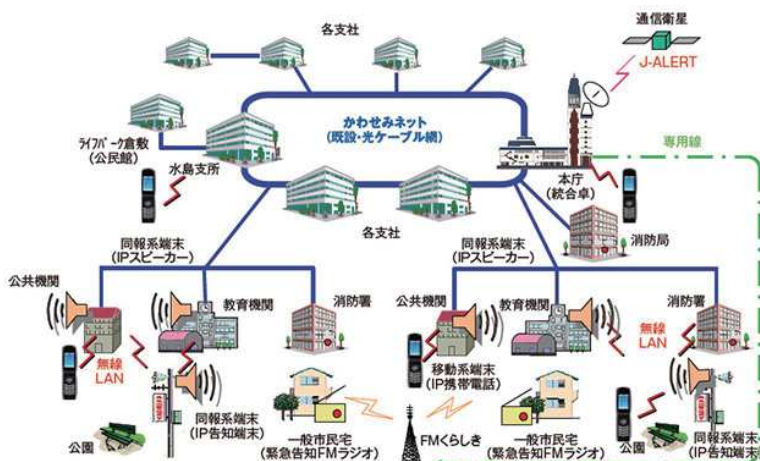 各支社
通信衛星
J-ALERT
かわせみネット
(既設・光ケーブル網)
専用線
ライフパーク倉敷
(公民館)
水島支所
本庁
(統合卓)
各支社
消防局
同報系端末
(IPスピーカー)
同報系端末
(IPスピーカー)
公共機関
教育機関
消防署
公共機関
教育機関
消防署
無線
LAN
移動系端末
(IP携帯電話)
無線
LAN
公園
同報系端末
(IP告知端末)
一般市民宅
(緊急告知FMラジオ)
FMくらしき
一般市民宅
(緊急告知FMラジオ)
公園
同報系端末
(IP告知端末)